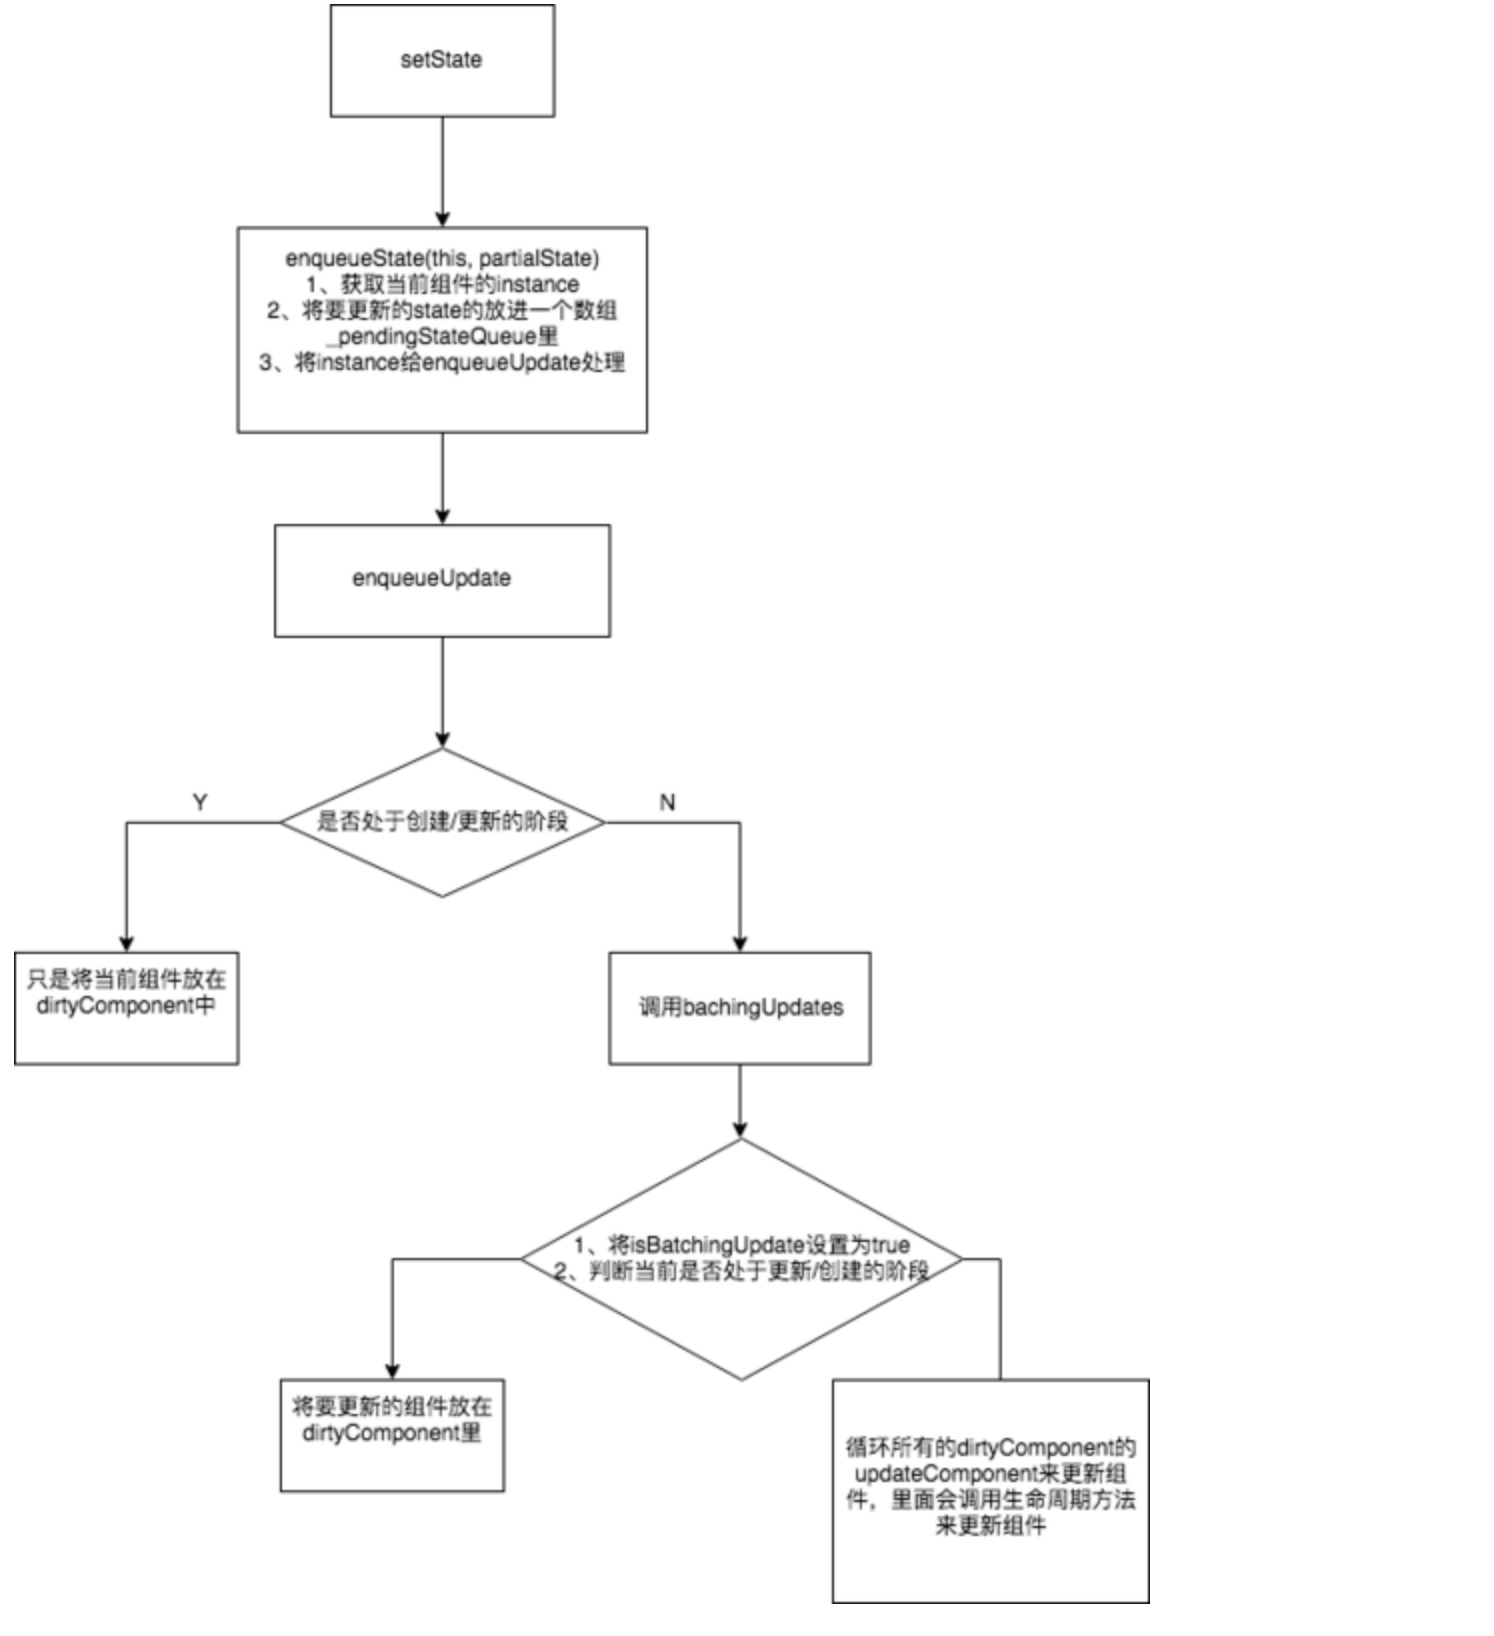 setState
enqueueState(this, partialState)
1、获取当前组件的instance
2、将要更新的state的放进一个数组
_pendingStateQueue里
3、将instance给enqueueUpdate处理
enqueueUpdate
Y
N
是否处于创建/更新的阶段
只是将当前组件放在
dirtyComponent中
调用bachingUpdates
1、将isBatchingUpdate设置为true
2、判断当前是否处于更新/创建的阶段
将要更新的组件放在
dirtyComponent里
循环所有的dirtyComponent的
updateComponent来更新组
件，里面会调用生命周期方法
来更新组件